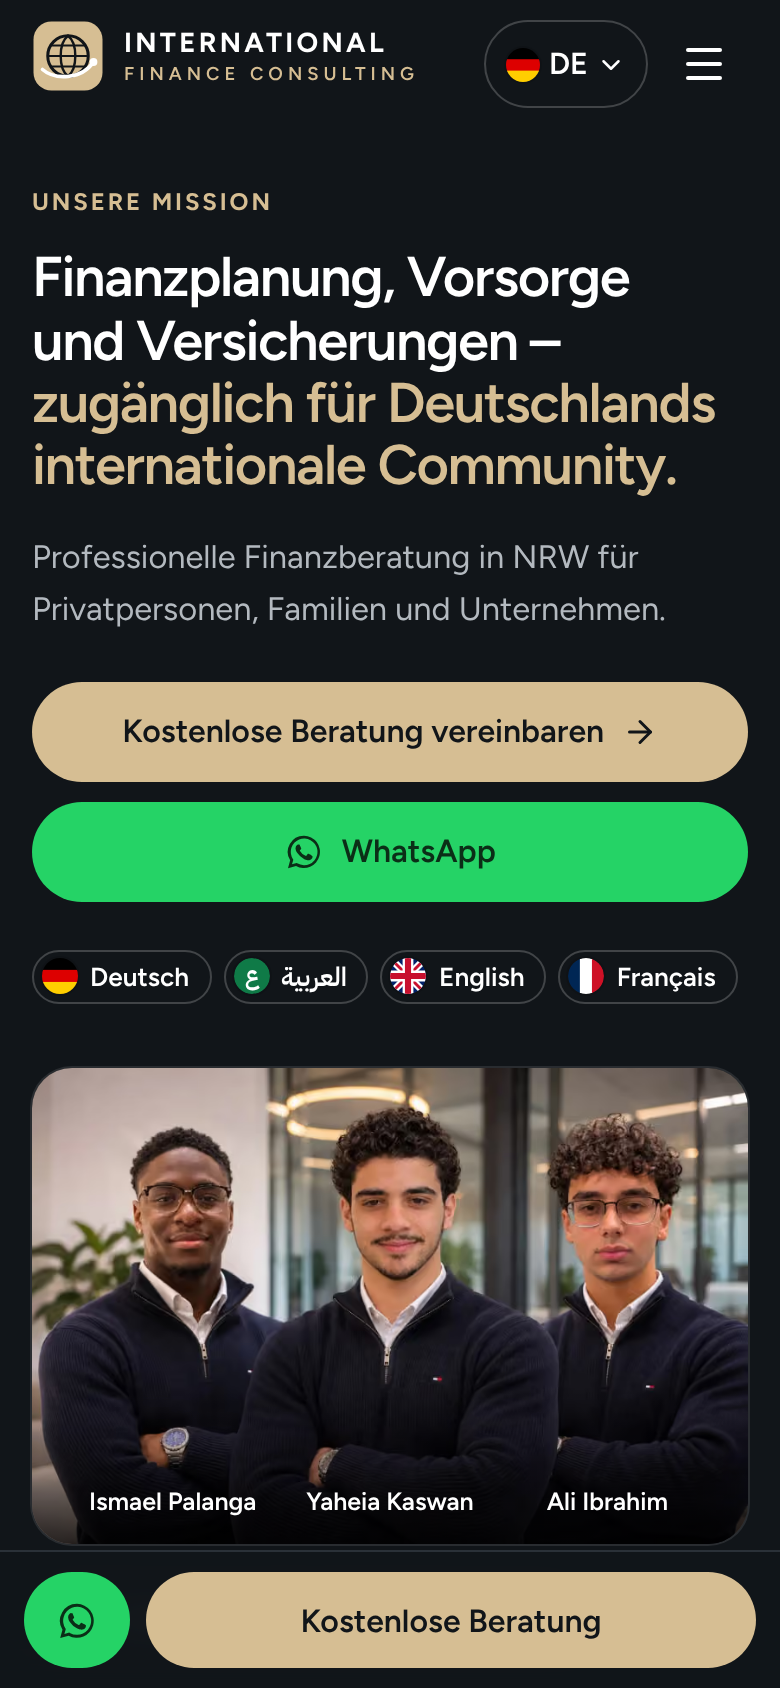 INTERNATIONAL
FINANCE CONSULTING
DE
UNSERE MISSION
Finanzplanung, Vorsorge
und Versicherungen –
zugänglich für Deutschlands
internationale Community.
Professionelle Finanzberatung in NRW für
Privatpersonen, Familien und Unternehmen.
Kostenlose Beratung vereinbaren →
WhatsApp
Deutsch ع العربية English Français
Ismael Palanga Yaheia Kaswan Ali Ibrahim
Kostenlose Beratung